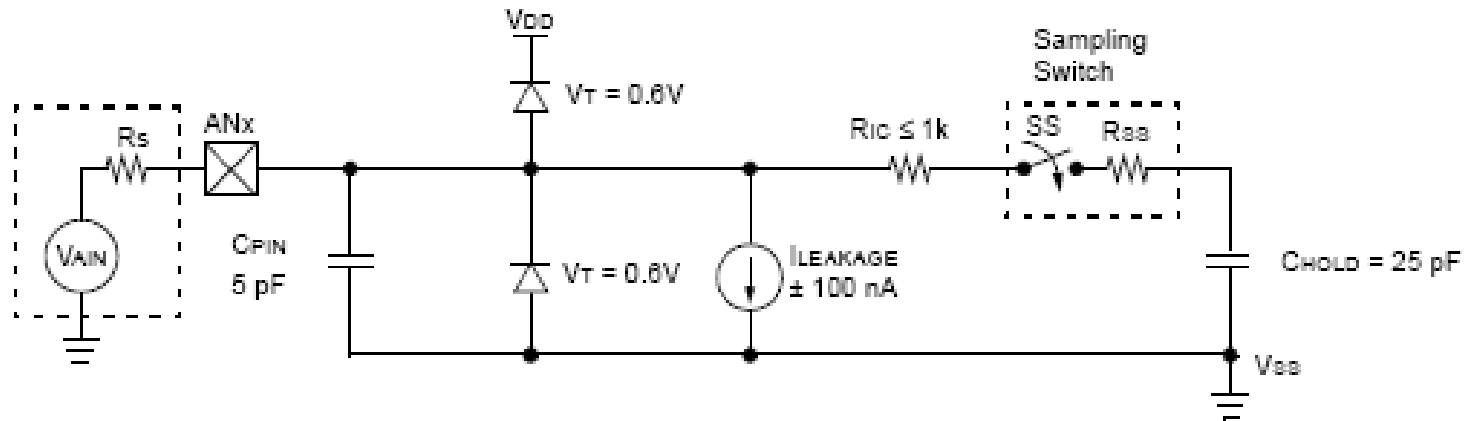 VDD
VT = 0.6V
Sampling
Switch
RS
ANx
RIC ≤ 1k
SS
RSS
VAIN
CPIN
5 pF
VT = 0.6V
ILEAKAGE
± 100 nA
CHOLD = 25 pF
VSS